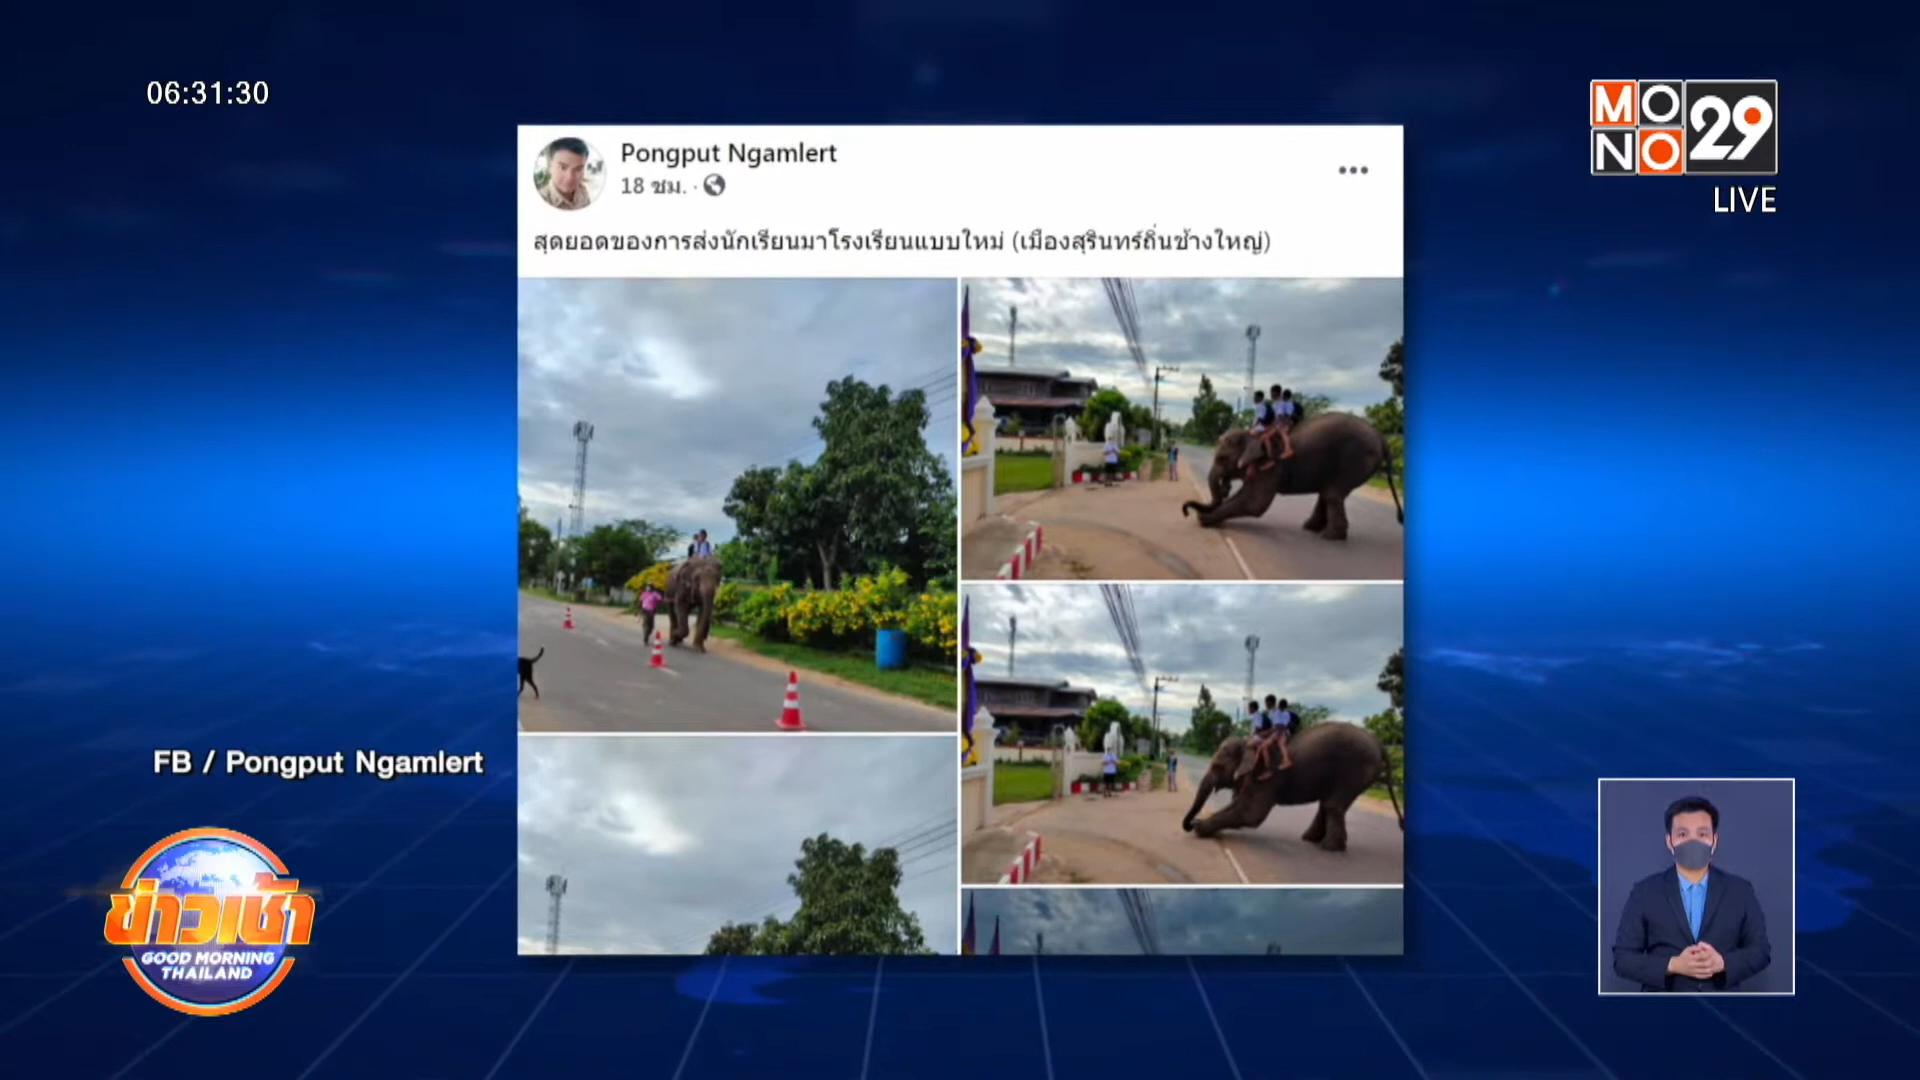 06:31:30
MONO 29
LIVE
Pongput Ngamlert
18 ชม. ·
สุดยอดของการส่งนักเรียนมาโรงเรียนแบบใหม่ (เมืองสุรินทร์ถิ่นช้างใหญ่)
FB / Pongput Ngamlert
ข่าวเช้า
GOOD MORNING
THAILAND